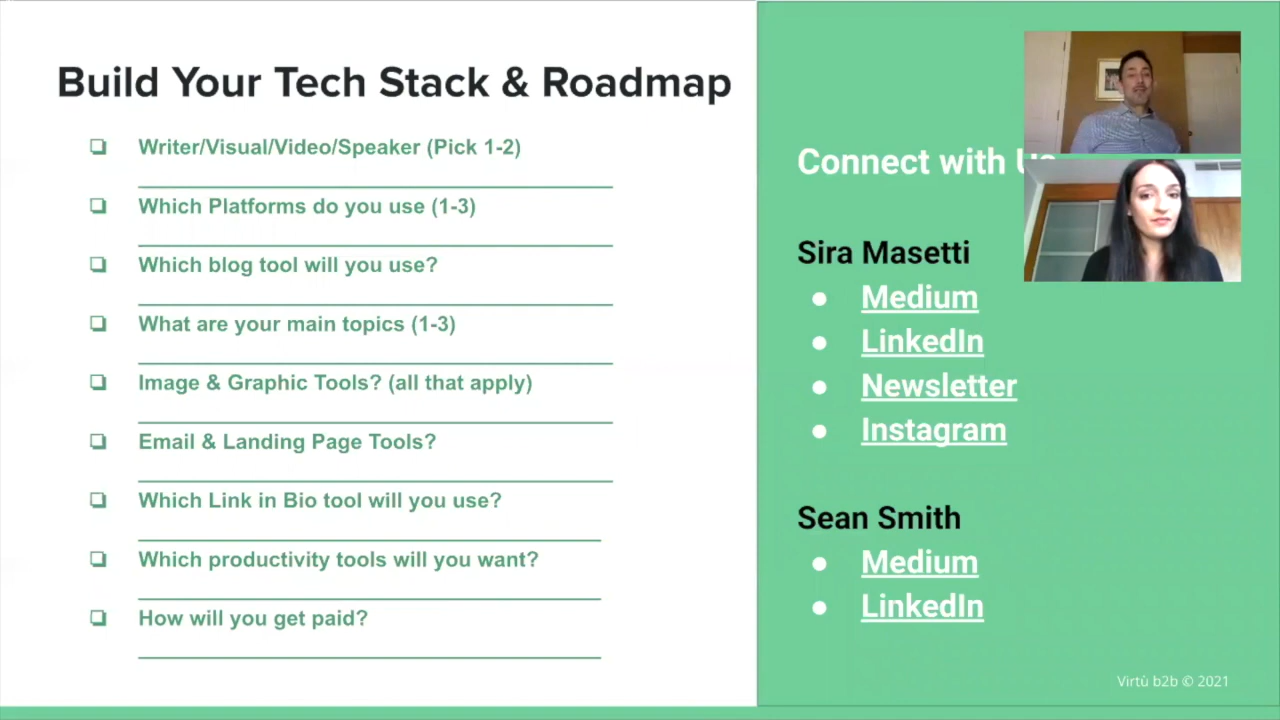 Build Your Tech Stack & Roadmap
Writer/Visual/Video/Speaker (Pick 1-2)
Which Platforms do you use (1-3)
Which blog tool will you use?
What are your main topics (1-3)
Image & Graphic Tools? (all that apply)
Email & Landing Page Tools?
Which Link in Bio tool will you use?
Which productivity tools will you want?
How will you get paid?
Connect with Us
Sira Masetti
Medium
LinkedIn
Newsletter
Instagram
Sean Smith
Medium
LinkedIn
Virtù b2b © 2021